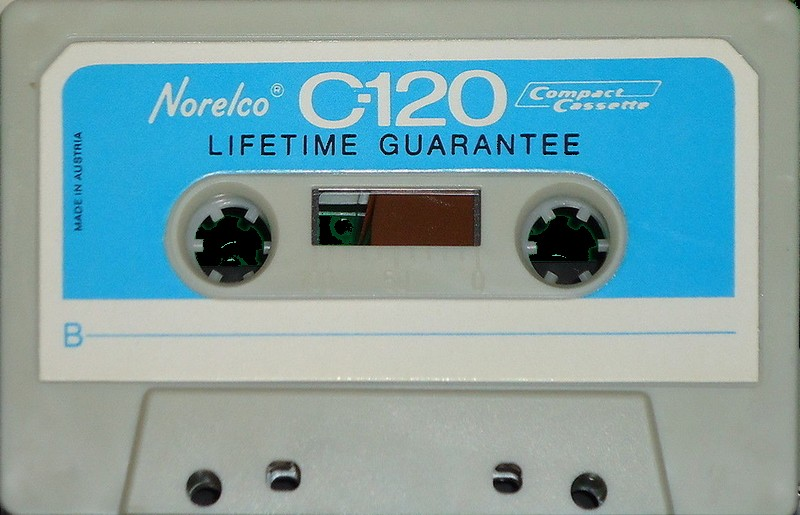 Norelco® C-120 Compact Cassette
LIFETIME GUARANTEE
MADE IN AUSTRIA
B